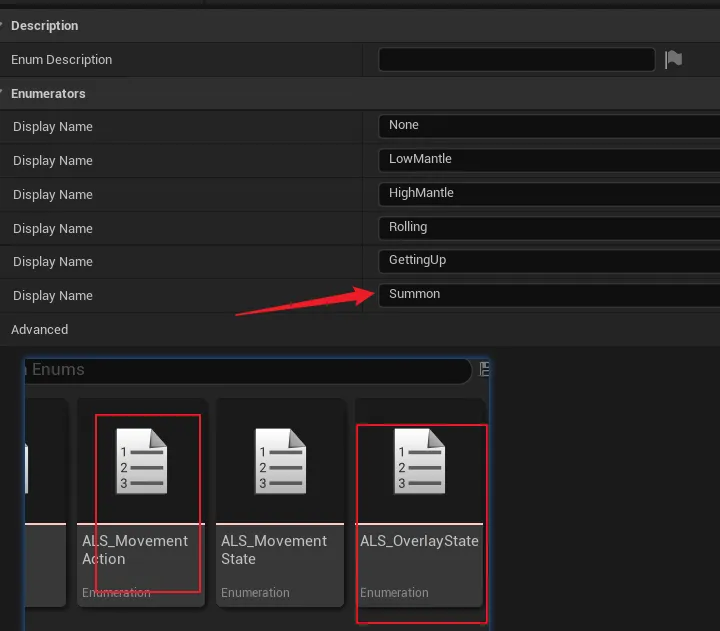 Description
Enum Description
Enumerators
Display Name None
Display Name LowMantle
Display Name HighMantle
Display Name Rolling
Display Name GettingUp
Display Name Summon
Advanced
Enums
1
2
3
1
2
3
1
2
3
ALS_Movement
Action
Enumeration
ALS_Movement
State
Enumeration
ALS_OverlayState
Enumeration